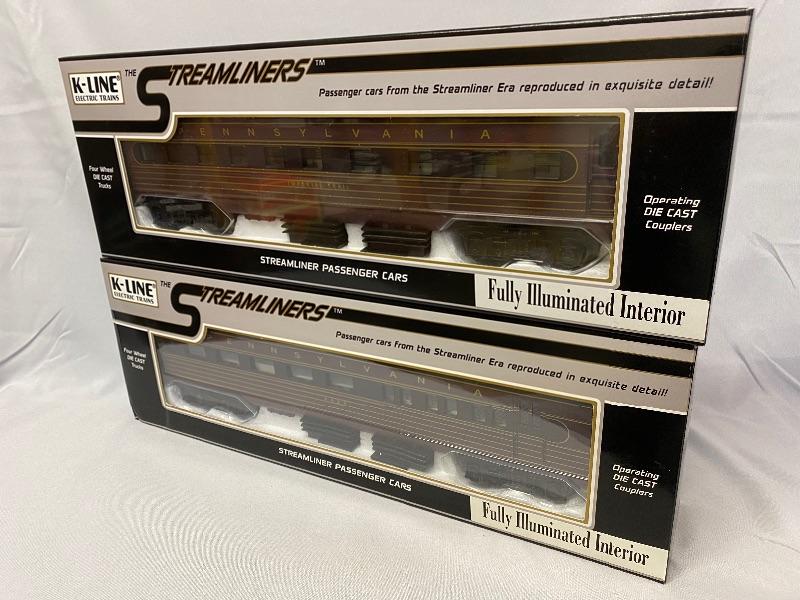 K-LINE®
ELECTRIC TRAINS
THE STREAMLINERS™
Passenger cars from the Streamliner Era reproduced in exquisite detail!
PENNSYLVANIA
Four Wheel
DIE CAST
Trucks
Operating
DIE CAST
Couplers
STREAMLINER PASSENGER CARS
Fully Illuminated Interior
K-LINE®
ELECTRIC TRAINS
THE STREAMLINERS™
Passenger cars from the Streamliner Era reproduced in exquisite detail!
ENNSYLVANIA
Four Wheel
DIE CAST
Trucks
Operating
DIE CAST
Couplers
STREAMLINER PASSENGER CARS
Fully Illuminated Interior